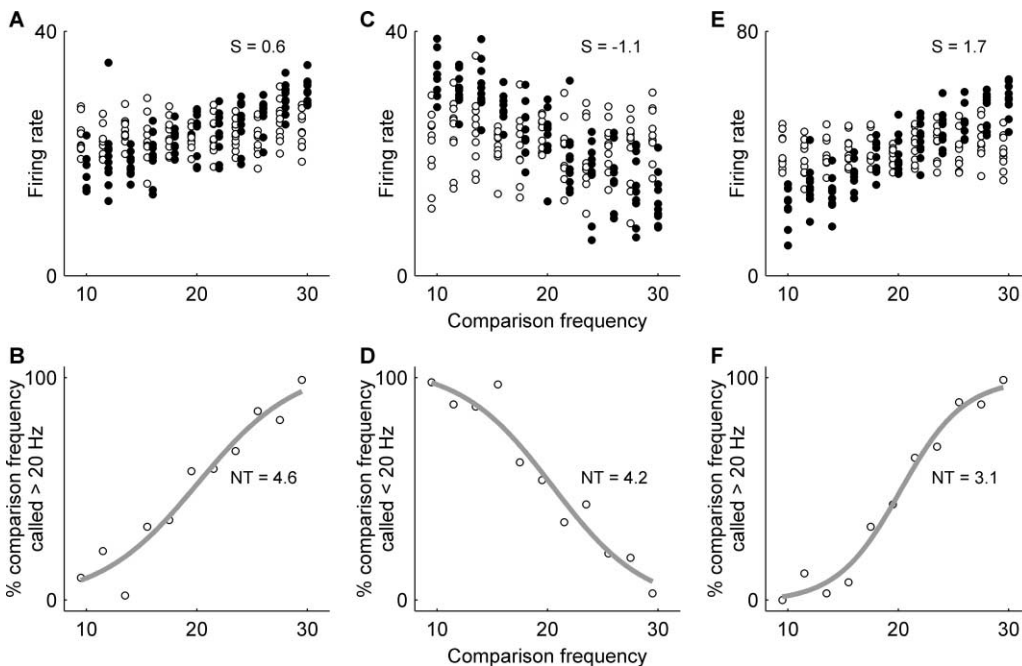 A
40
Firing rate
0
S = 0.6
10
20
30
C
40
Firing rate
0
S = -1.1
10
20
30
Comparison frequency
E
80
Firing rate
0
S = 1.7
10
20
30
B
100
% comparison frequency
called > 20 Hz
0
NT = 4.6
10
20
30
D
100
% comparison frequency
called < 20 Hz
0
NT = 4.2
10
20
30
Comparison frequency
F
100
% comparison frequency
called > 20 Hz
0
NT = 3.1
10
20
30